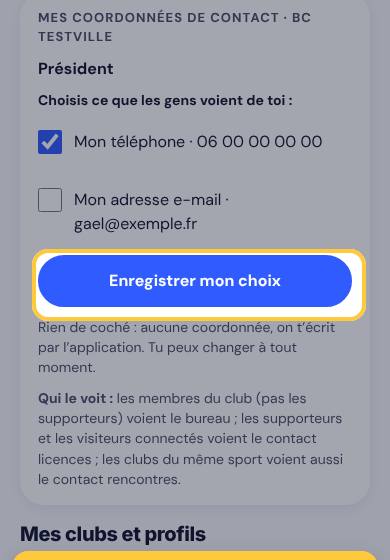 MES COORDONNÉES DE CONTACT · BC
TESTVILLE
Président
Choisis ce que les gens voient de toi :
Mon téléphone · 06 00 00 00 00
Mon adresse e-mail ·
gael@exemple.fr
Enregistrer mon choix
Rien de coché : aucune coordonnée, on t’écrit
par l’application. Tu peux changer à tout
moment.
Qui le voit : les membres du club (pas les
supporters) voient le bureau ; les supporters
et les visiteurs connectés voient le contact
licences ; les clubs du même sport voient aussi
le contact rencontres.
Mes clubs et profils